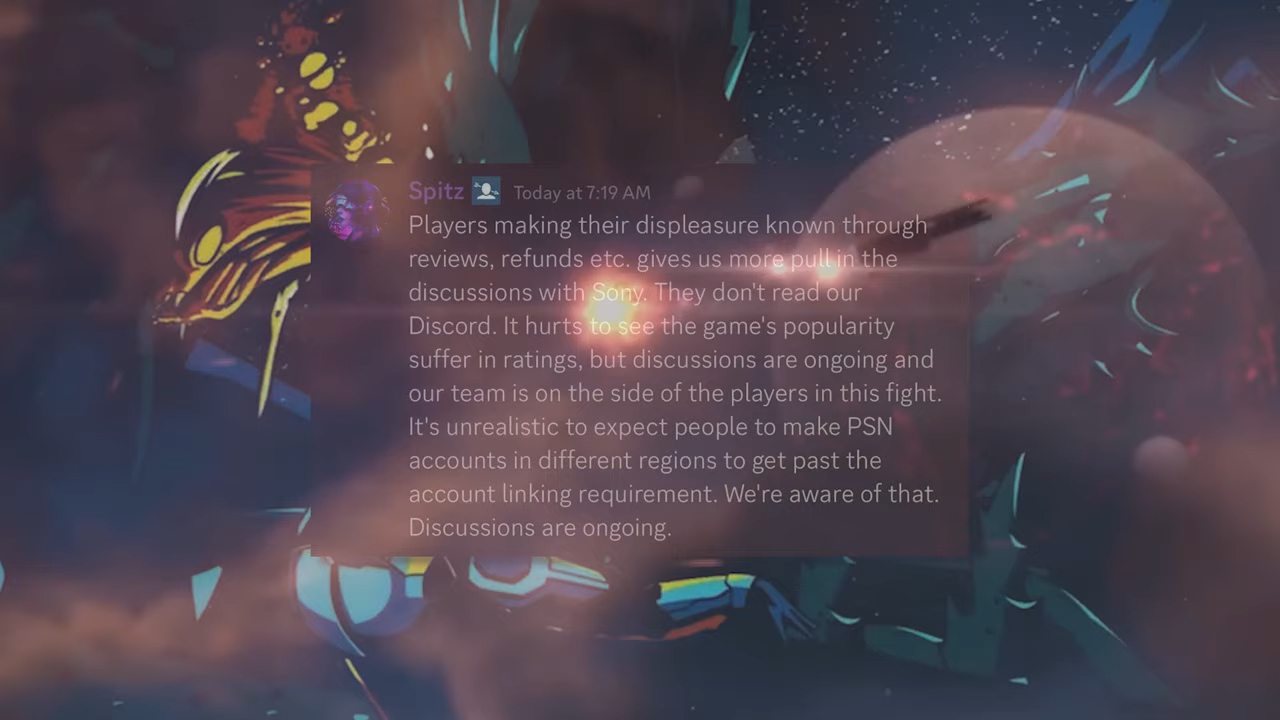 Spitz Today at 7:19 AM
Players making their displeasure known through
reviews, refunds etc. gives us more pull in the
discussions with Sony. They don't read our
Discord. It hurts to see the game's popularity
suffer in ratings, but discussions are ongoing and
our team is on the side of the players in this fight.
It's unrealistic to expect people to make PSN
accounts in different regions to get past the
account linking requirement. We're aware of that.
Discussions are ongoing.